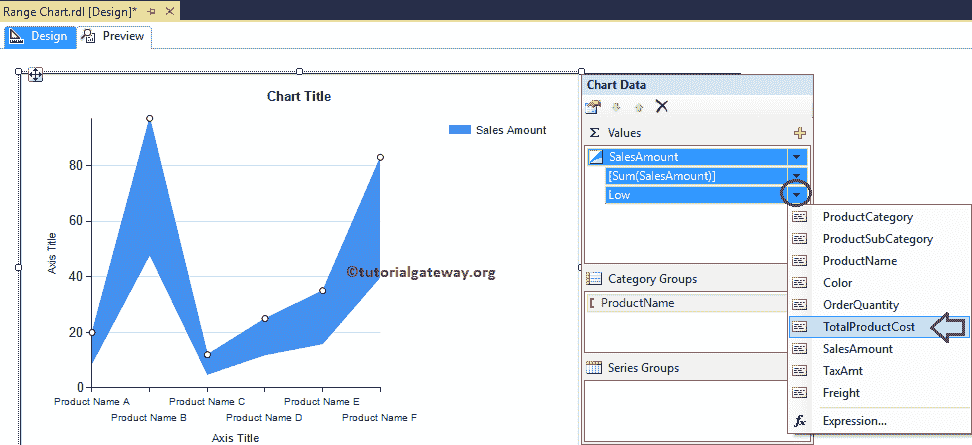 Range Chart.rdl [Design]*
Design Preview
Chart Title
Sales Amount
80
60
40
20
0
Axis Title
Product Name A
Product Name B
Product Name C
Product Name D
Product Name E
Product Name F
Axis Title
©tutorialgateway.org
Chart Data
Σ Values
SalesAmount
[Sum(SalesAmount)]
Low
Category Groups
ProductName
Series Groups
ProductCategory
ProductSubCategory
ProductName
Color
OrderQuantity
TotalProductCost
SalesAmount
TaxAmt
Freight
fx Expression...